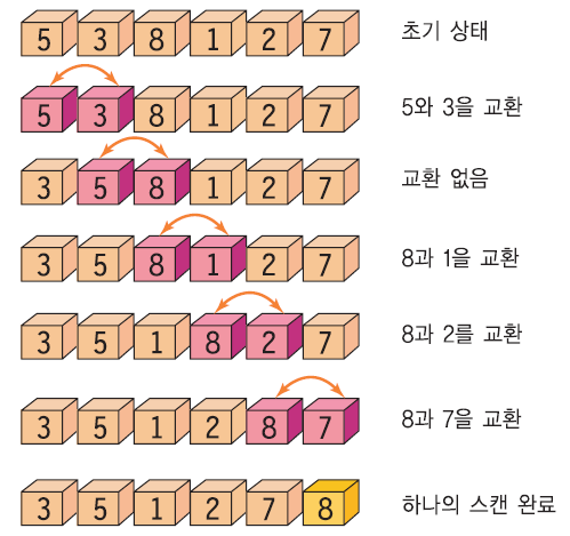 5 3 8 1 2 7 초기 상태
5 3 8 1 2 7 5와 3을 교환
3 5 8 1 2 7 교환 없음
3 5 8 1 2 7 8과 1을 교환
3 5 1 8 2 7 8과 2를 교환
3 5 1 2 8 7 8과 7을 교환
3 5 1 2 7 8 하나의 스캔 완료